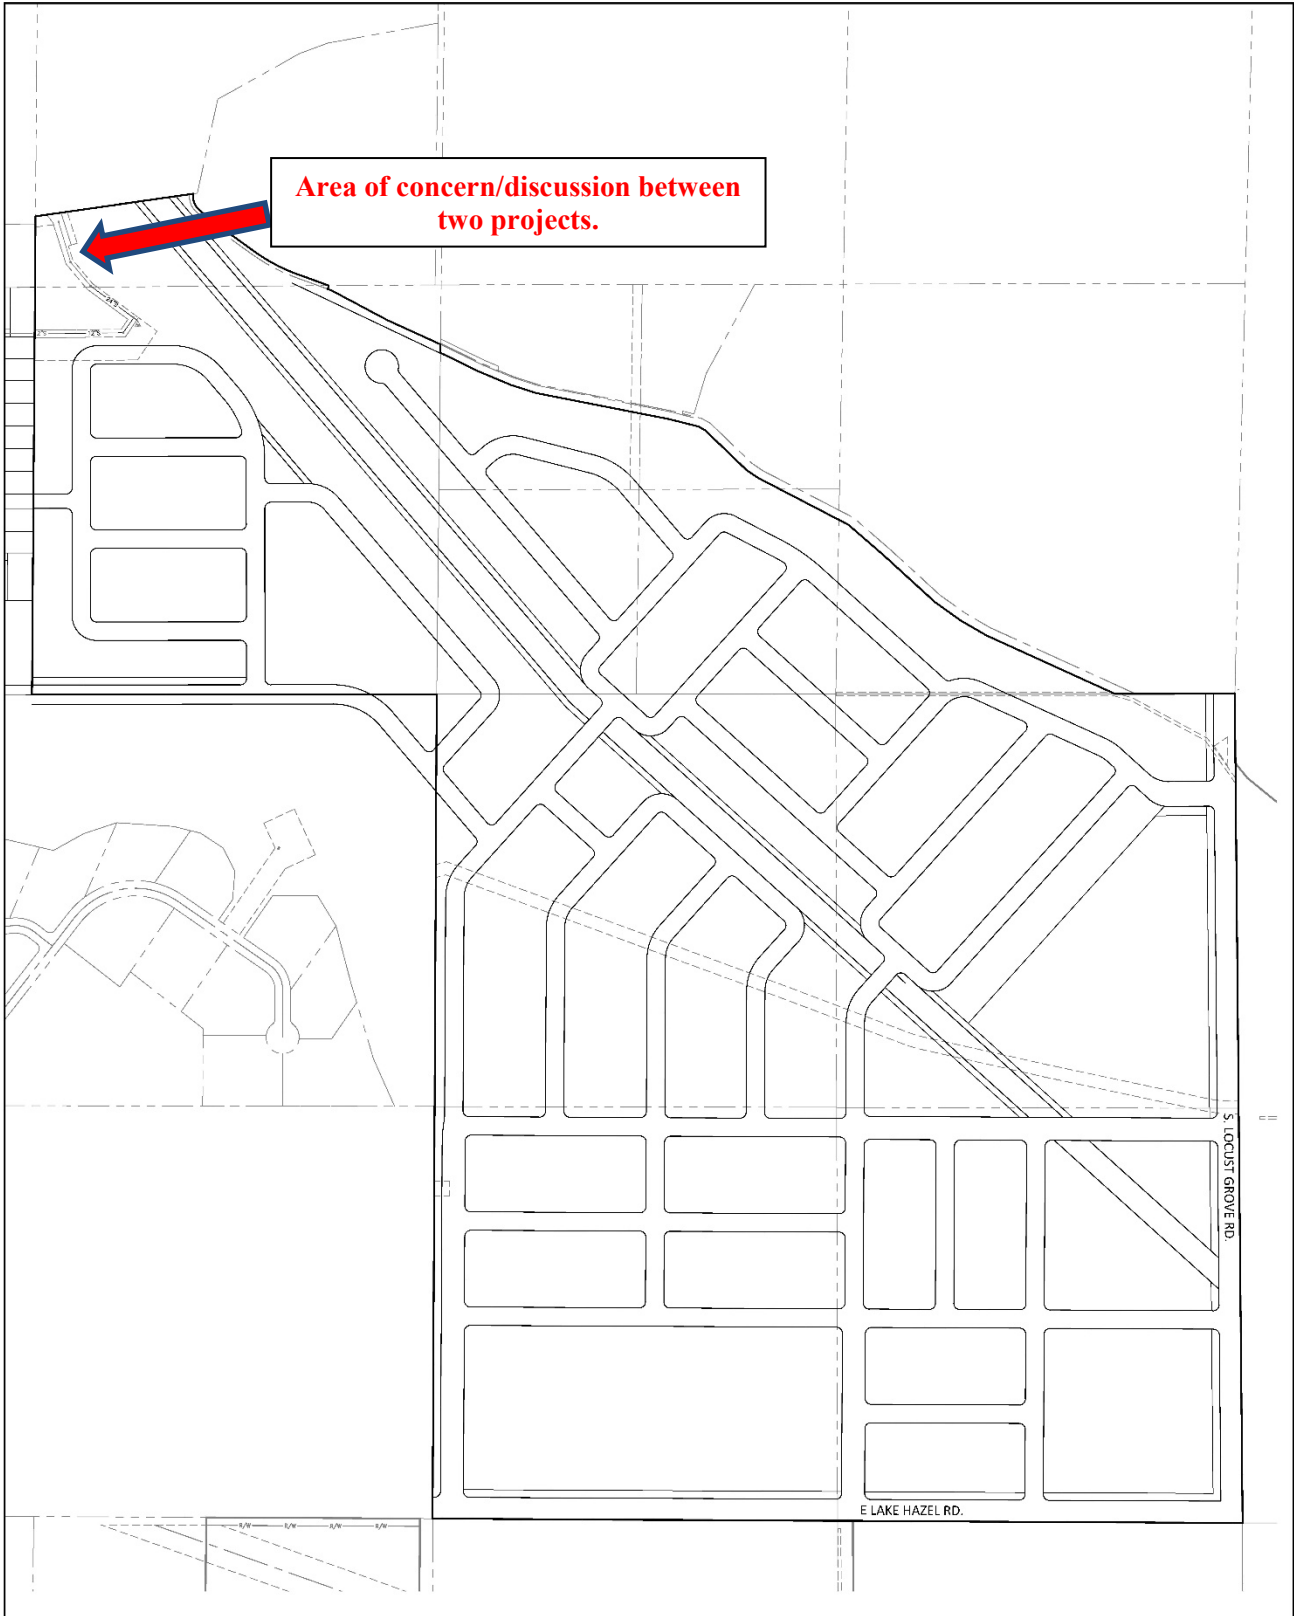 Area of concern/discussion between
two projects.
S. LOCUST GROVE RD.
E LAKE HAZEL RD.
R/W R/W R/W R/W